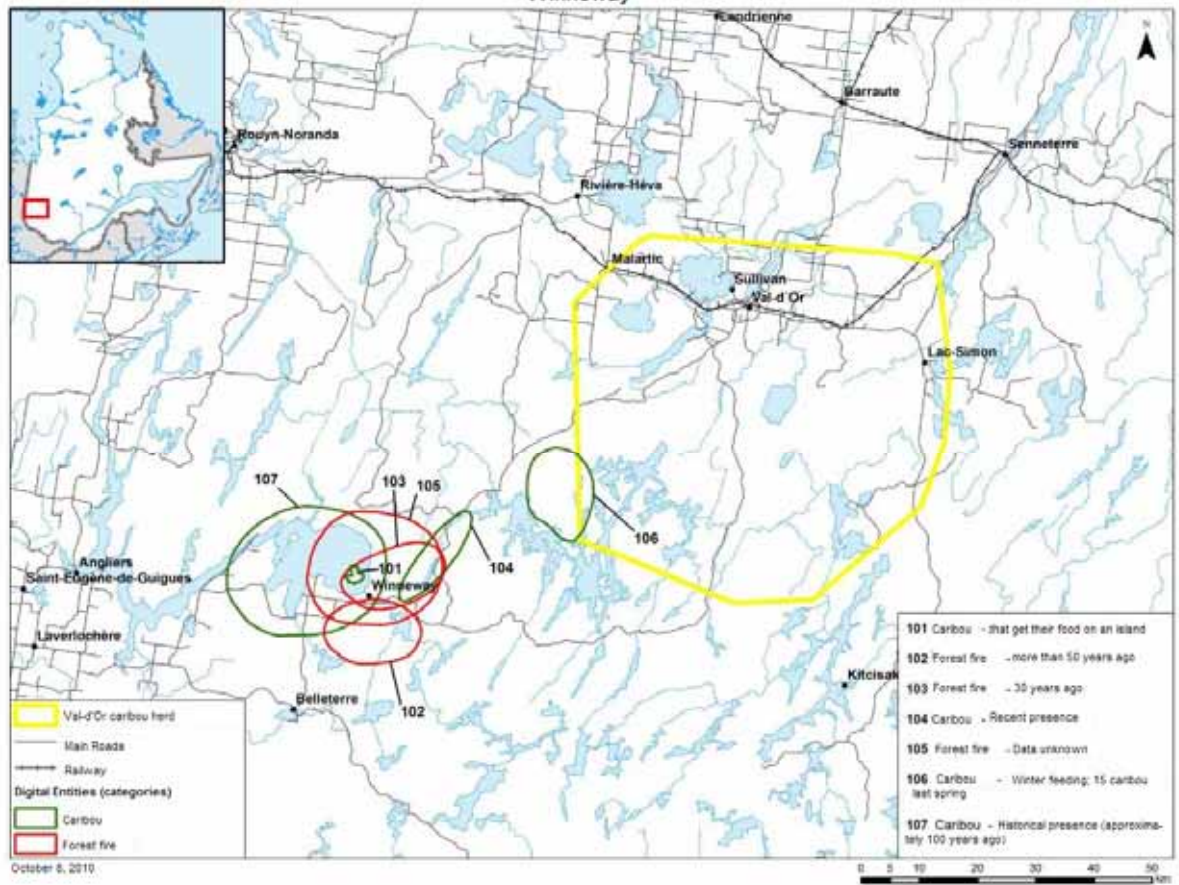 Landrienne
Barraute
Rouyn-Noranda
Senneterre
Rivière-Héva
Malartic
Sullivan
Val-d'Or
Lac-Simon
107
103
105
106
101
104
Winneway
Angliers
Saint-Eugène-de-Guigues
Laverlochère
Belleterre
102
Kitcisak
Val-d'Or caribou herd
Main Roads
Railway
Digital Entities (categories)
Caribou
Forest fire
101 Caribou - that get their food on an island
102 Forest fire - more than 50 years ago
103 Forest fire - 30 years ago
104 Caribou - Recent presence
105 Forest fire - Data unknown
106 Caribou - Winter feeding; 15 caribou
last spring
107 Caribou - Historical presence (approxima-
tely 100 years ago)
October 8, 2010
0 5 10 20 30 40 50
Km
N